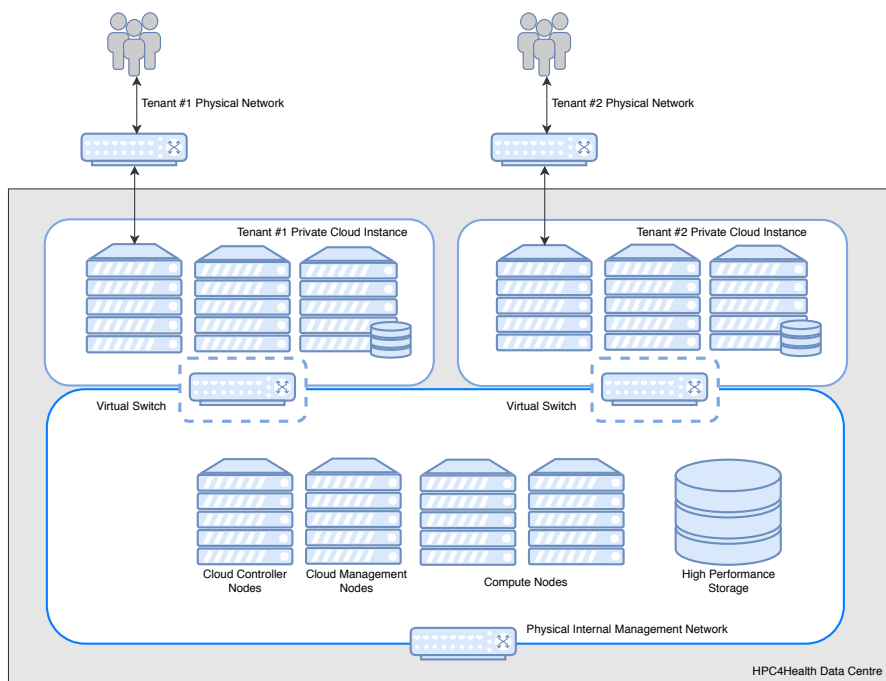 Tenant #1 Physical Network
Tenant #2 Physical Network
Tenant #1 Private Cloud Instance
Tenant #2 Private Cloud Instance
Virtual Switch
Virtual Switch
Cloud Controller
Nodes
Cloud Management
Nodes
Compute Nodes
High Performance
Storage
Physical Internal Management Network
HPC4Health Data Centre